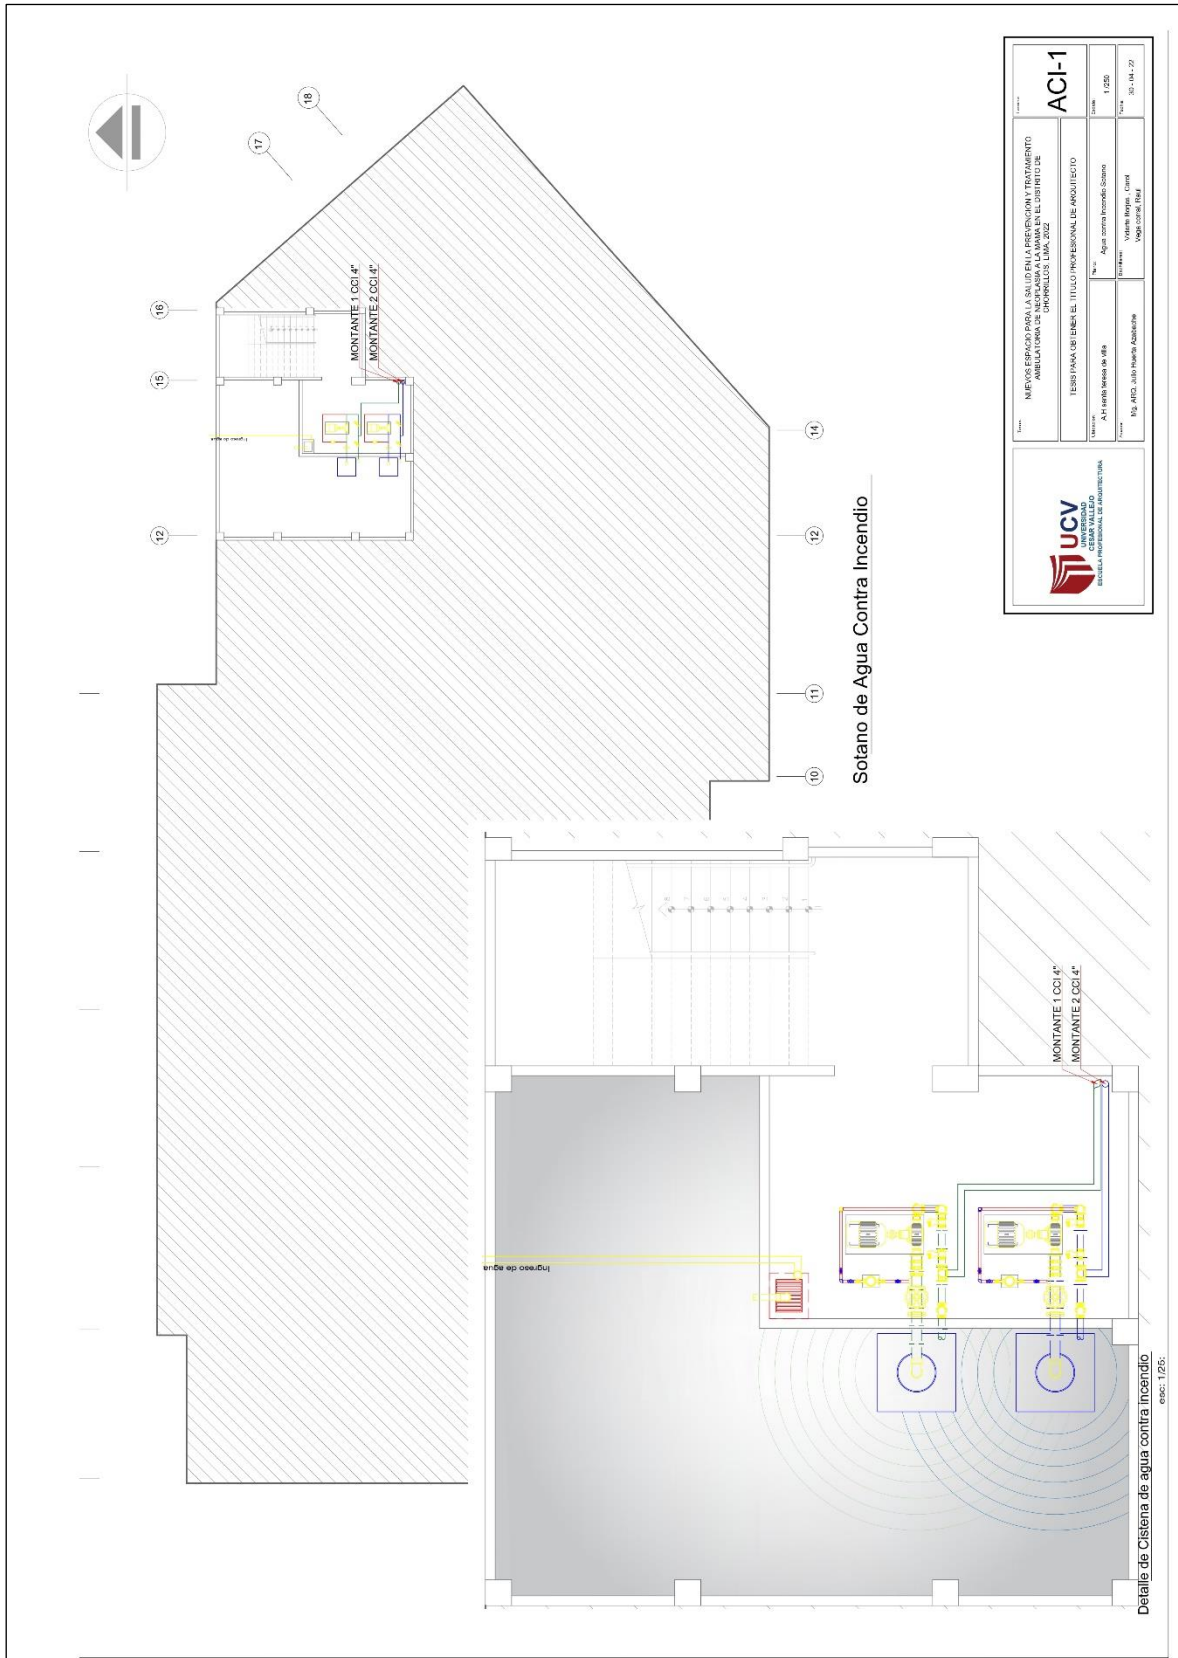 18
17
16
15
12
MONTANTE 1 CCI 4"
MONTANTE 2 CCI 4"
Ingreso de agua
14
12
11
10
Sotano de Agua Contra Incendio
MONTANTE 1 CCI 4"
MONTANTE 2 CCI 4"
Ingreso de agua
Detalle de Cistena de agua contra incendio
esc: 1/25:
UCV
UNIVERSIDAD
CESAR VALLEJO
ESCUELA PROFESIONAL DE ARQUITECTURA
NUEVOS ESPACIO PARA LA SALUD EN LA PREVENCION Y TRATAMIENTO
AMBULATORIA DE NEOPLASIA A LA MAMA EN EL DISTRITO DE
CHORRILLOS, LIMA, 2022
TESIS PARA OBTENER EL TITULO PROFESIONAL DE ARQUITECTO
A.H santa teresa de villa
Agua contra Incendio Sotano
Mg. ARQ. Julio Huerta Azabache
Carol
Raul
ACI-1
1/250
30 - 04 - 22